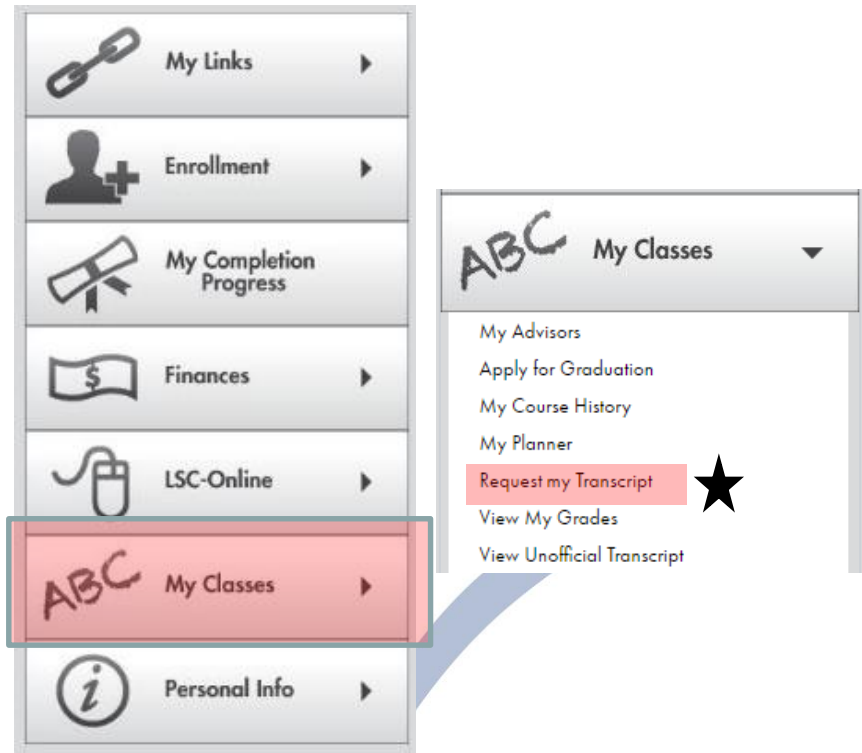 My Links
Enrollment
My Completion
Progress
Finances
$
LSC-Online
ABC
My Classes
i
Personal Info
ABC
My Classes
My Advisors
Apply for Graduation
My Course History
My Planner
Request my Transcript
View My Grades
View Unofficial Transcript